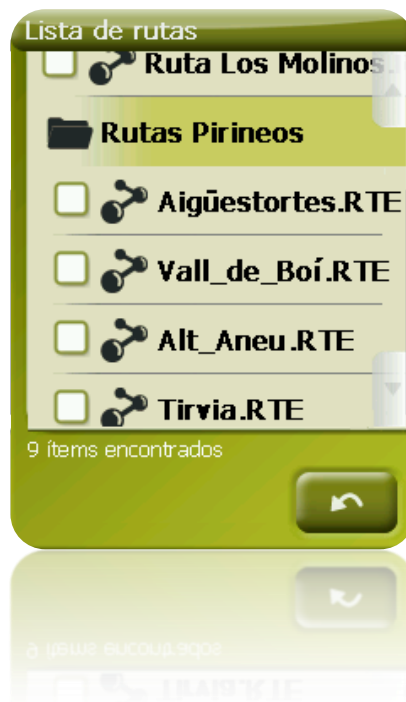 Lista de rutas
Ruta Los Molinos.
Rutas Pirineos
Aigüestortes.RTE
Vall_de_Boí.RTE
Alt_Aneu.RTE
Tirvia.RTE
9 ítems encontrados